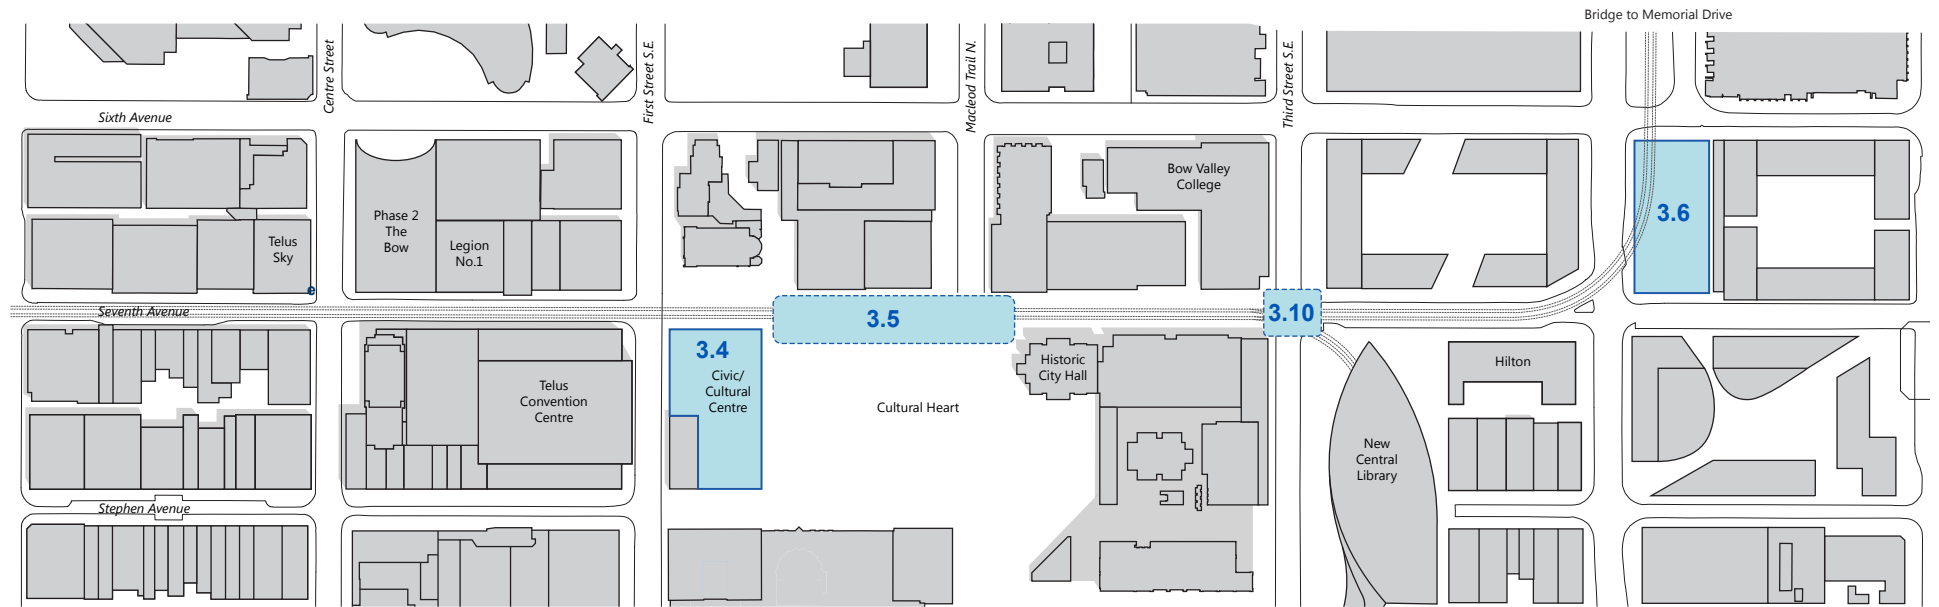 Bridge to Memorial Drive
Centre Street
First Street S.E.
Macleod Trail N.
Third Street S.E.
Sixth Avenue
Bow Valley
College
Phase 2
The
Bow
3.6
Telus
Sky
Legion
No.1
e
Seventh Avenue
3.5
3.10
3.4
Civic/
Cultural
Centre
Historic
City Hall
Hilton
Telus
Convention
Centre
Cultural Heart
New
Central
Library
Stephen Avenue